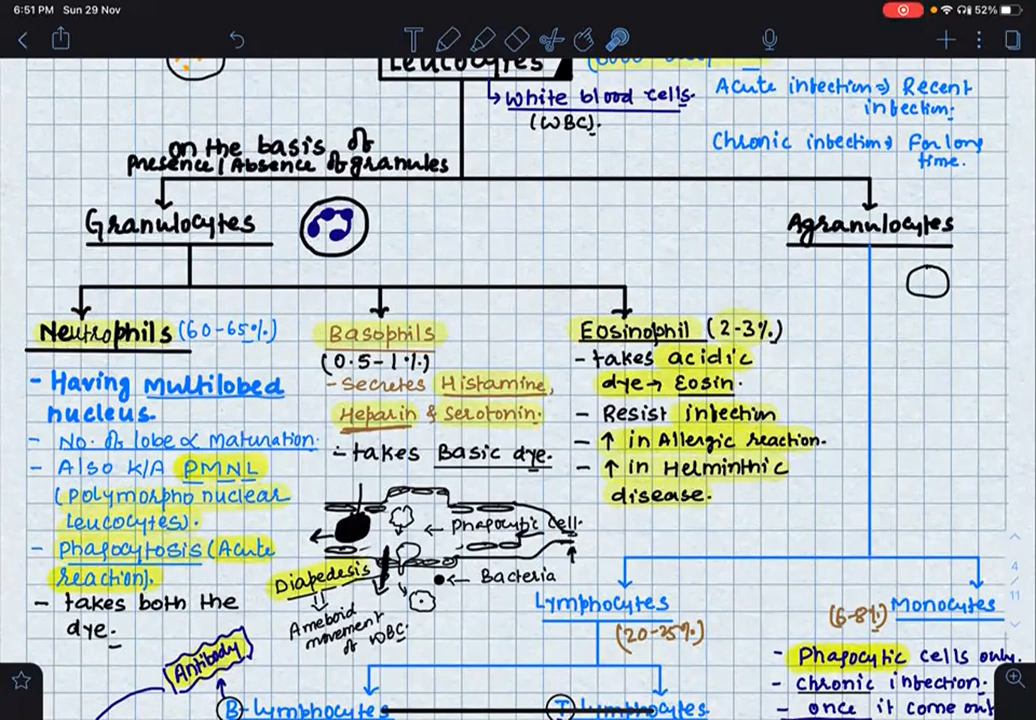 6:51 PM Sun 29 Nov
52%
Leucocytes
White blood cells.
(WBC).
Acute infection ⇒ Recent
infection.
Chronic infection ⇒ For long
time.
on the basis of
Presence / Absence of granules
Granulocytes
Agranulocytes
Neutrophils (60-65%)
- Having multilobed
nucleus.
- No. of lobe ∝ maturation.
- Also k/A PMNL
(Polymorpho nuclear
Leucocytes).
- Phagocytosis (Acute
reaction).
- takes both the
dye.
Basophils
(0.5-1%)
- Secretes Histamine,
Heparin & Serotonin.
- takes Basic dye.
Eosinophil (2-3%)
- takes acidic
dye → Eosin.
- Resist infection
- ↑ in Allergic reaction.
- ↑ in Helminthic
disease.
Phagocytic cell.
Diapedesis
Bacteria
Ameboid
movement
of WBC.
Lymphocytes
(20-25%)
(6-8%) Monocytes
- Phagocytic cells only.
- chronic infection.
- once it come out
Antibody
B-lymphocytes
T lymphocytes
4
11